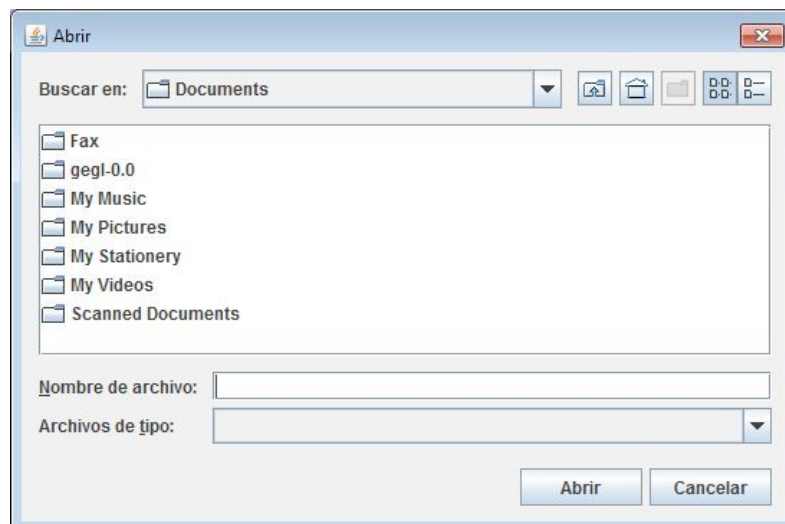 Abrir
Buscar en: Documents
Fax
gegl-0.0
My Music
My Pictures
My Stationery
My Videos
Scanned Documents
Nombre de archivo:
Archivos de tipo:
Abrir Cancelar